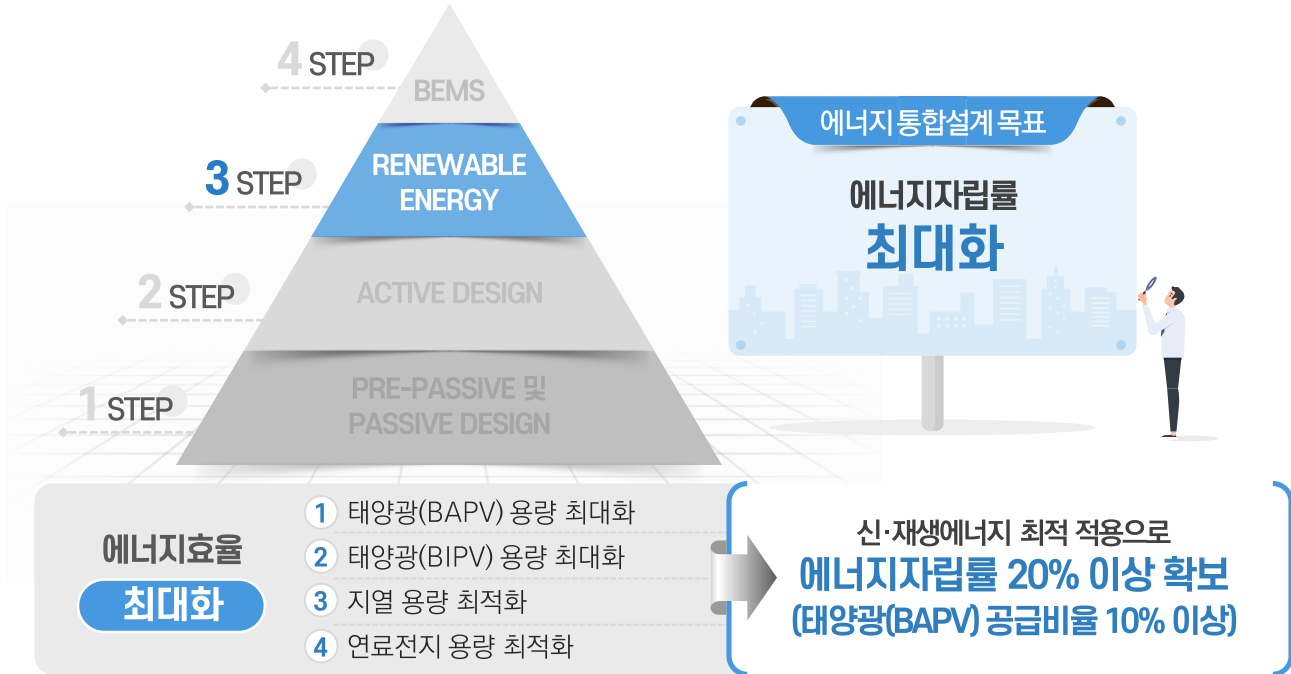 4 STEP
BEMS
3 STEP
RENEWABLE
ENERGY
2 STEP
ACTIVE DESIGN
1 STEP
PRE-PASSIVE 및
PASSIVE DESIGN
에너지 통합설계 목표
에너지자립률
최대화
에너지효율
최대화
1 태양광(BAPV) 용량 최대화
2 태양광(BIPV) 용량 최대화
3 지열 용량 최적화
4 연료전지 용량 최적화
신·재생에너지 최적 적용으로
에너지자립률 20% 이상 확보
(태양광(BAPV) 공급비율 10% 이상)